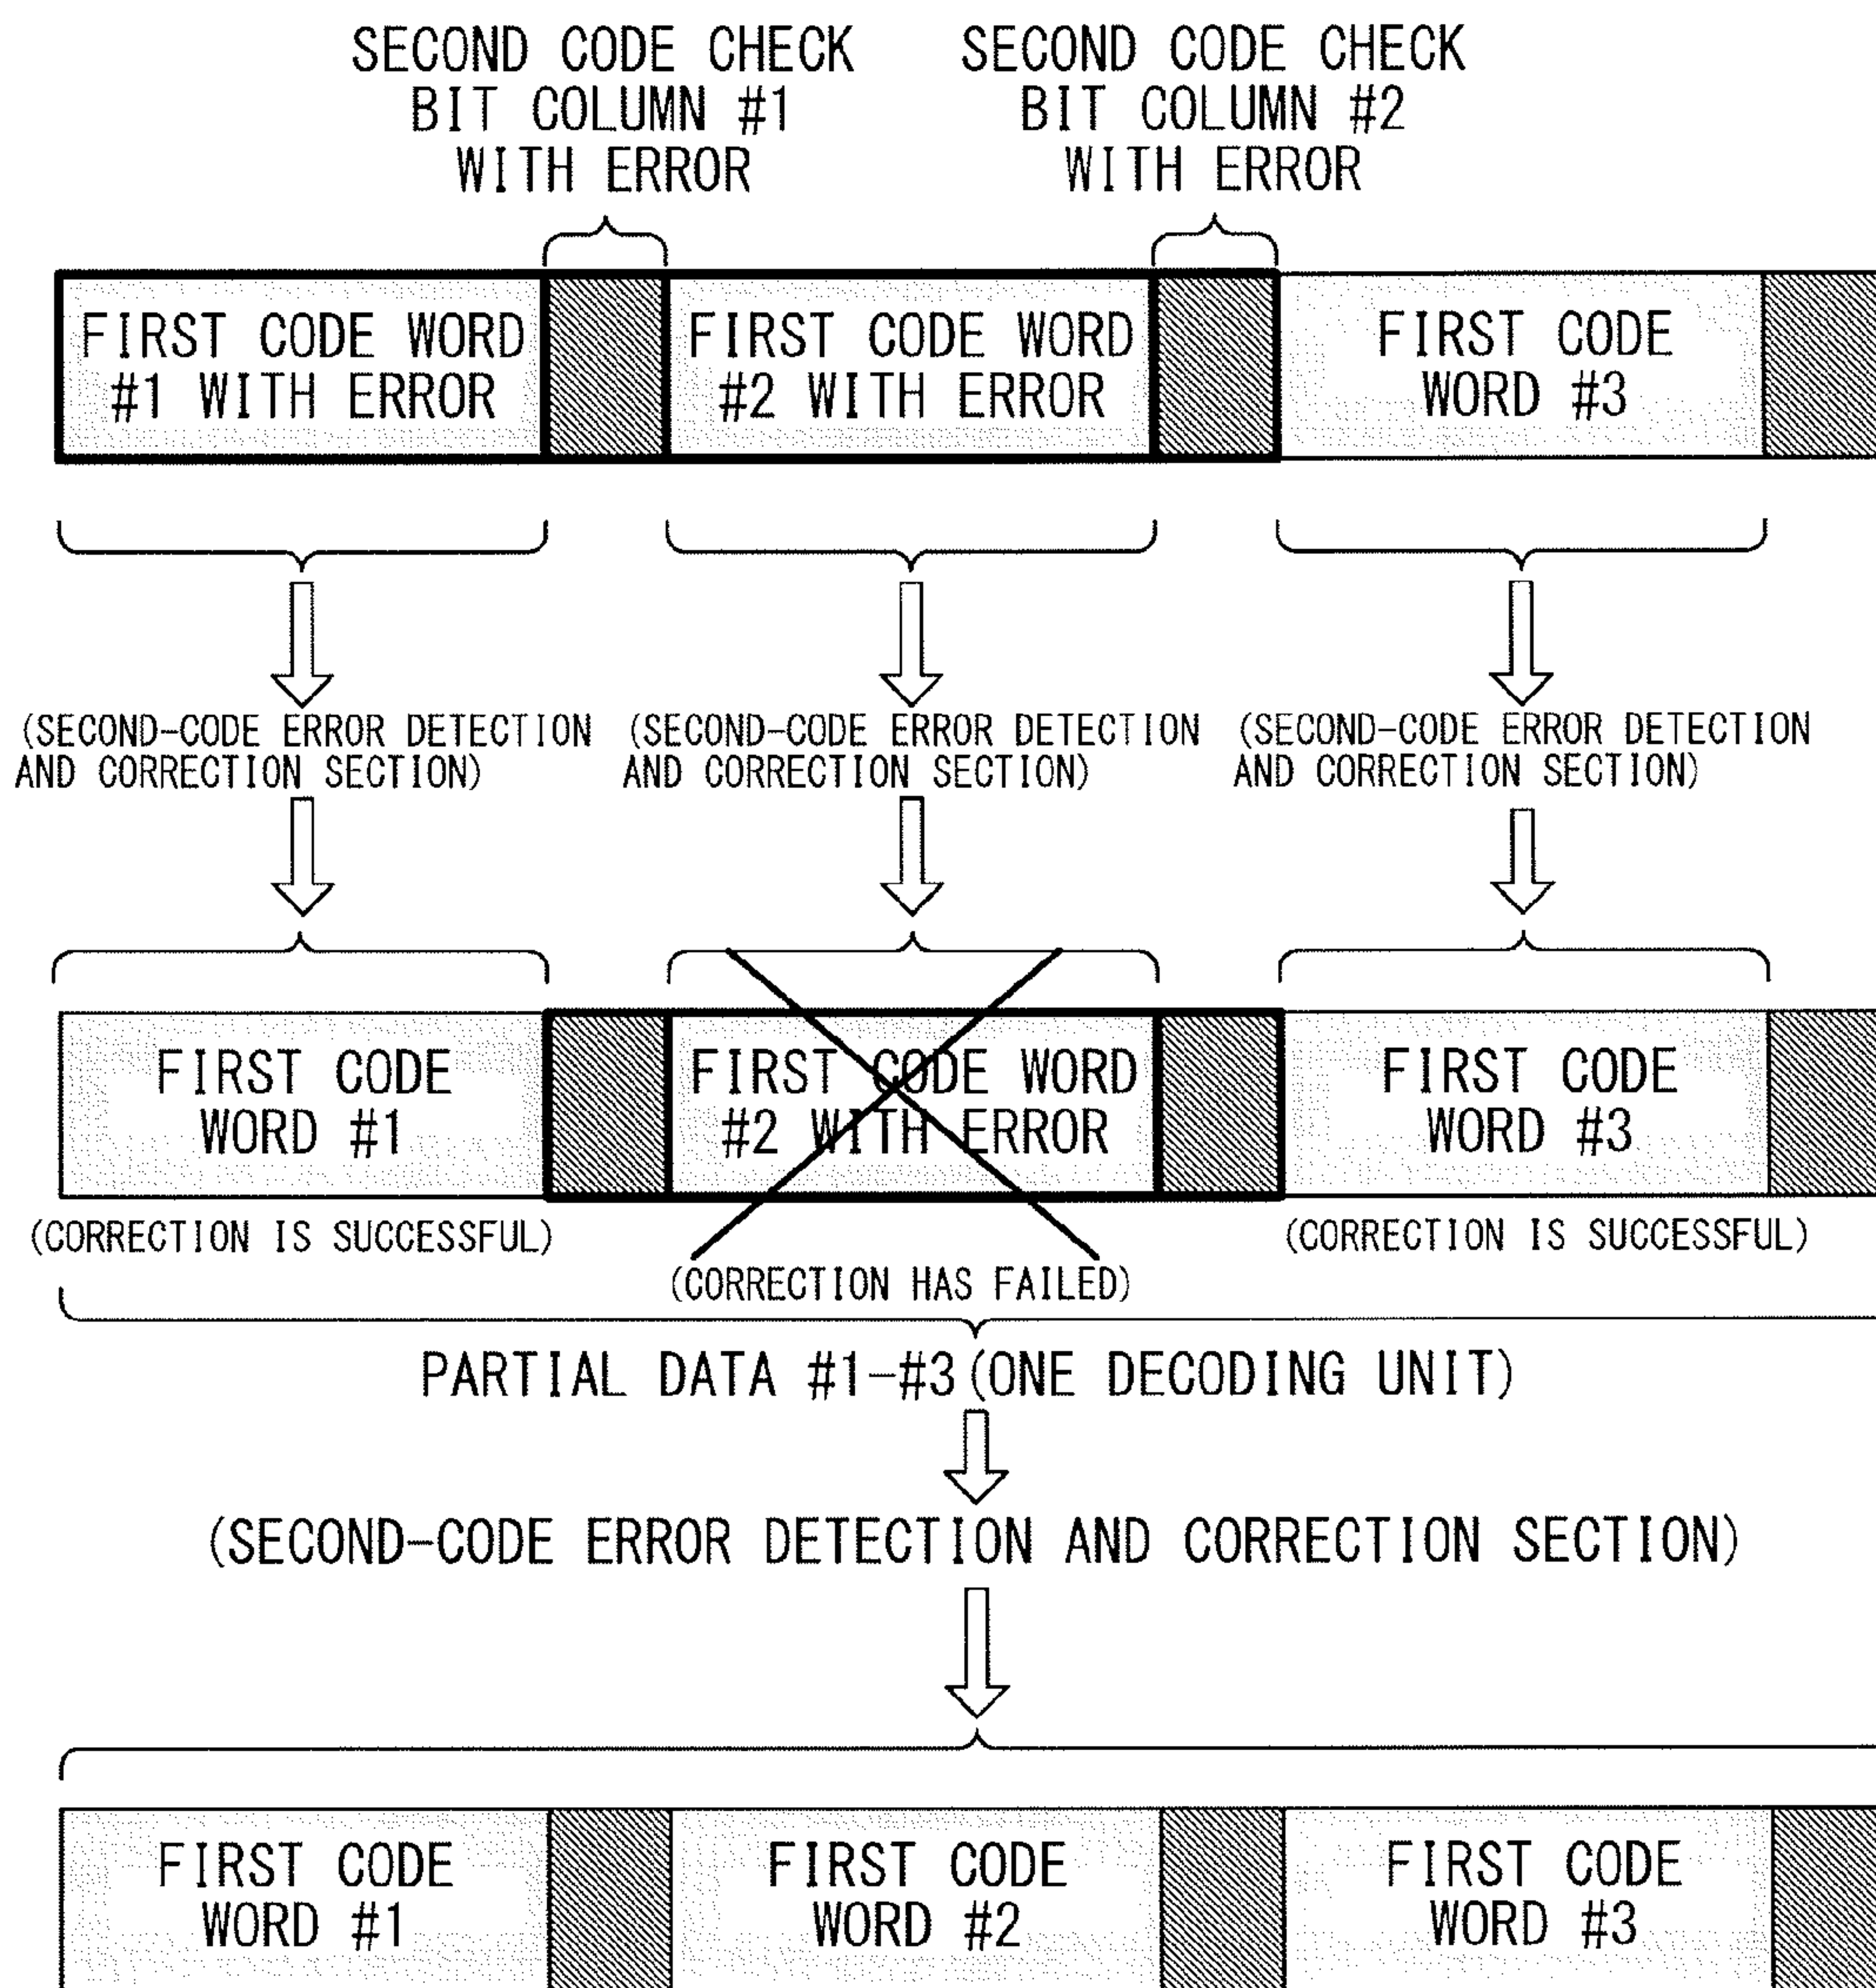 SECOND CODE CHECK
BIT COLUMN #1
WITH ERROR
SECOND CODE CHECK
BIT COLUMN #2
WITH ERROR
FIRST CODE WORD
#1 WITH ERROR
FIRST CODE WORD
#2 WITH ERROR
FIRST CODE
WORD #3
(SECOND-CODE ERROR DETECTION
AND CORRECTION SECTION)
(SECOND-CODE ERROR DETECTION
AND CORRECTION SECTION)
(SECOND-CODE ERROR DETECTION
AND CORRECTION SECTION)
FIRST CODE
WORD #1
FIRST CODE WORD
#2 WITH ERROR
FIRST CODE
WORD #3
(CORRECTION IS SUCCESSFUL)
(CORRECTION HAS FAILED)
(CORRECTION IS SUCCESSFUL)
PARTIAL DATA #1-#3(ONE DECODING UNIT)
(SECOND-CODE ERROR DETECTION AND CORRECTION SECTION)
FIRST CODE
WORD #1
FIRST CODE
WORD #2
FIRST CODE
WORD #3